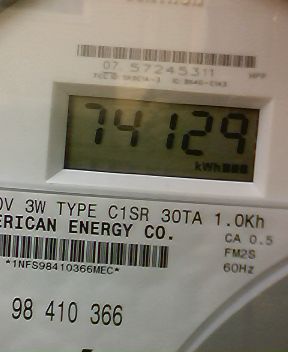 07 57245311
HPP
74129
kWh
0V 3W TYPE C1SR 30TA 1.0Kh
ERICAN ENERGY CO.
CA 0.5
FM2S
60Hz
*1NFS98410366MEC*
98 410 366